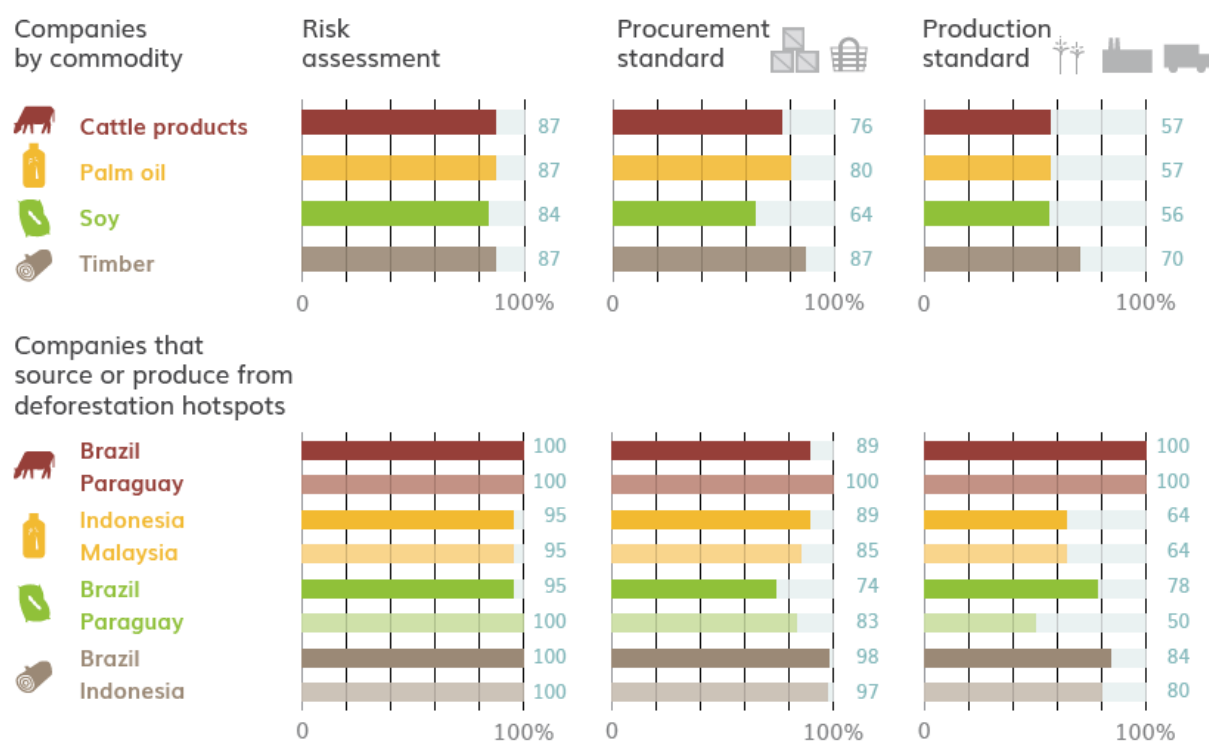 Companies
by commodity
Risk
assessment
Procurement
standard
Production
standard
Cattle products 87 76 57
Palm oil 87 80 57
Soy 84 64 56
Timber 87 87 70
0 100% 0 100% 0 100%
Companies that
source or produce from
deforestation hotspots
Brazil 100 89 100
Paraguay 100 100 100
Indonesia 95 89 64
Malaysia 95 85 64
Brazil 95 74 78
Paraguay 100 83 50
Brazil 100 98 84
Indonesia 100 97 80
0 100% 0 100% 0 100%